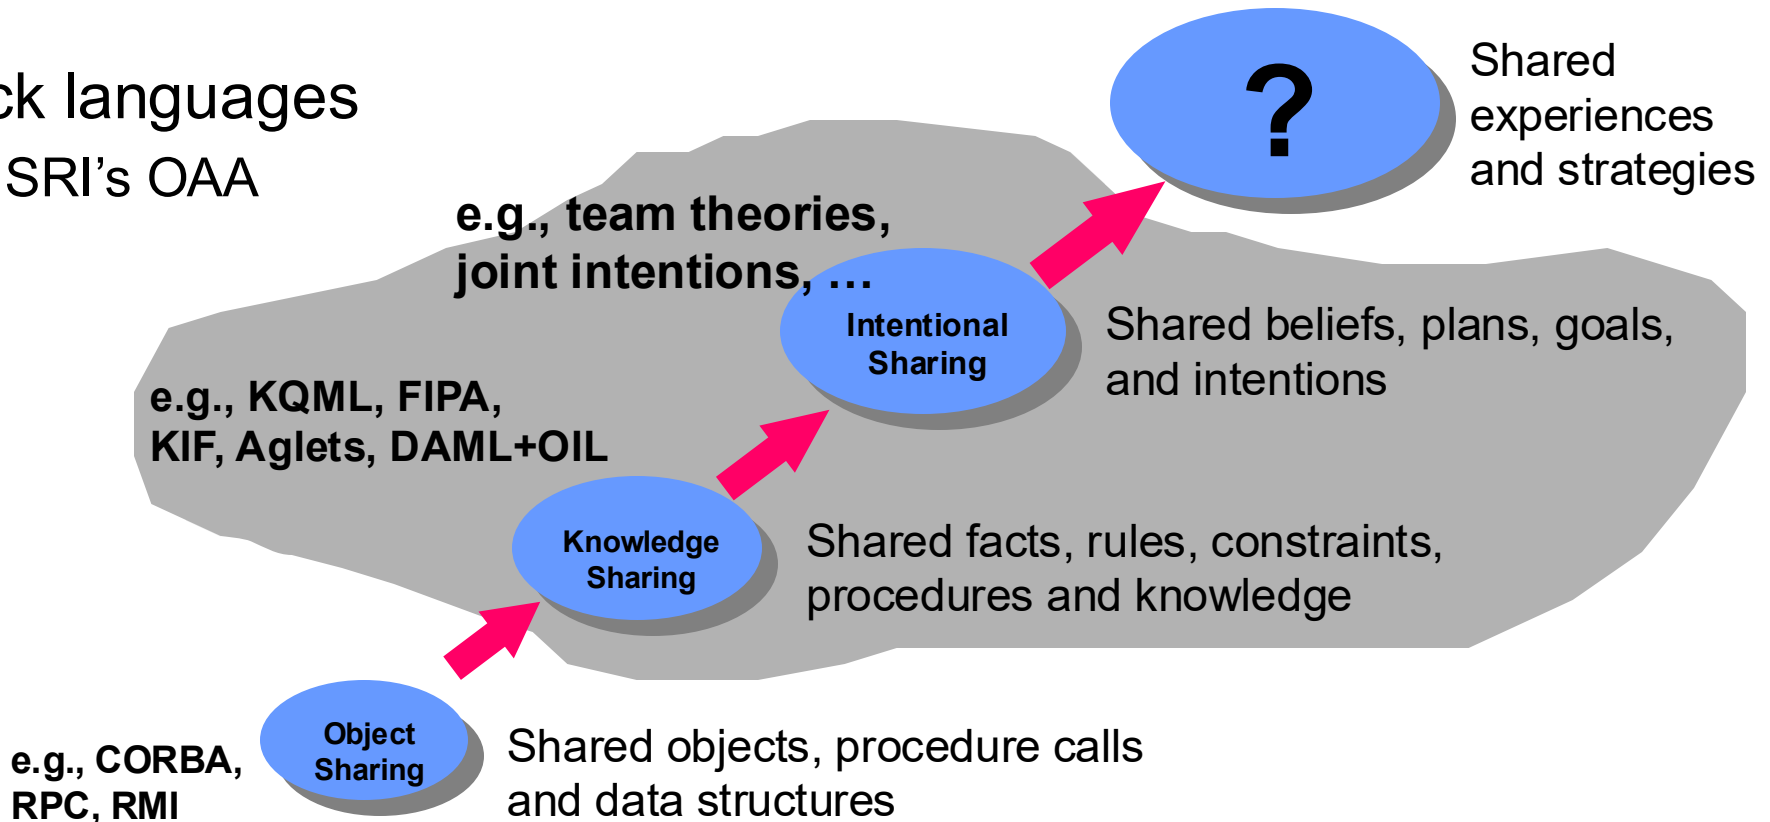 ck languages
SRI’s OAA
?
Shared
experiences
and strategies
e.g., team theories,
joint intentions, …
Intentional
Sharing
Shared beliefs, plans, goals,
and intentions
e.g., KQML, FIPA,
KIF, Aglets, DAML+OIL
Knowledge
Sharing
Shared facts, rules, constraints,
procedures and knowledge
Object
Sharing
Shared objects, procedure calls
and data structures
e.g., CORBA,
RPC, RMI